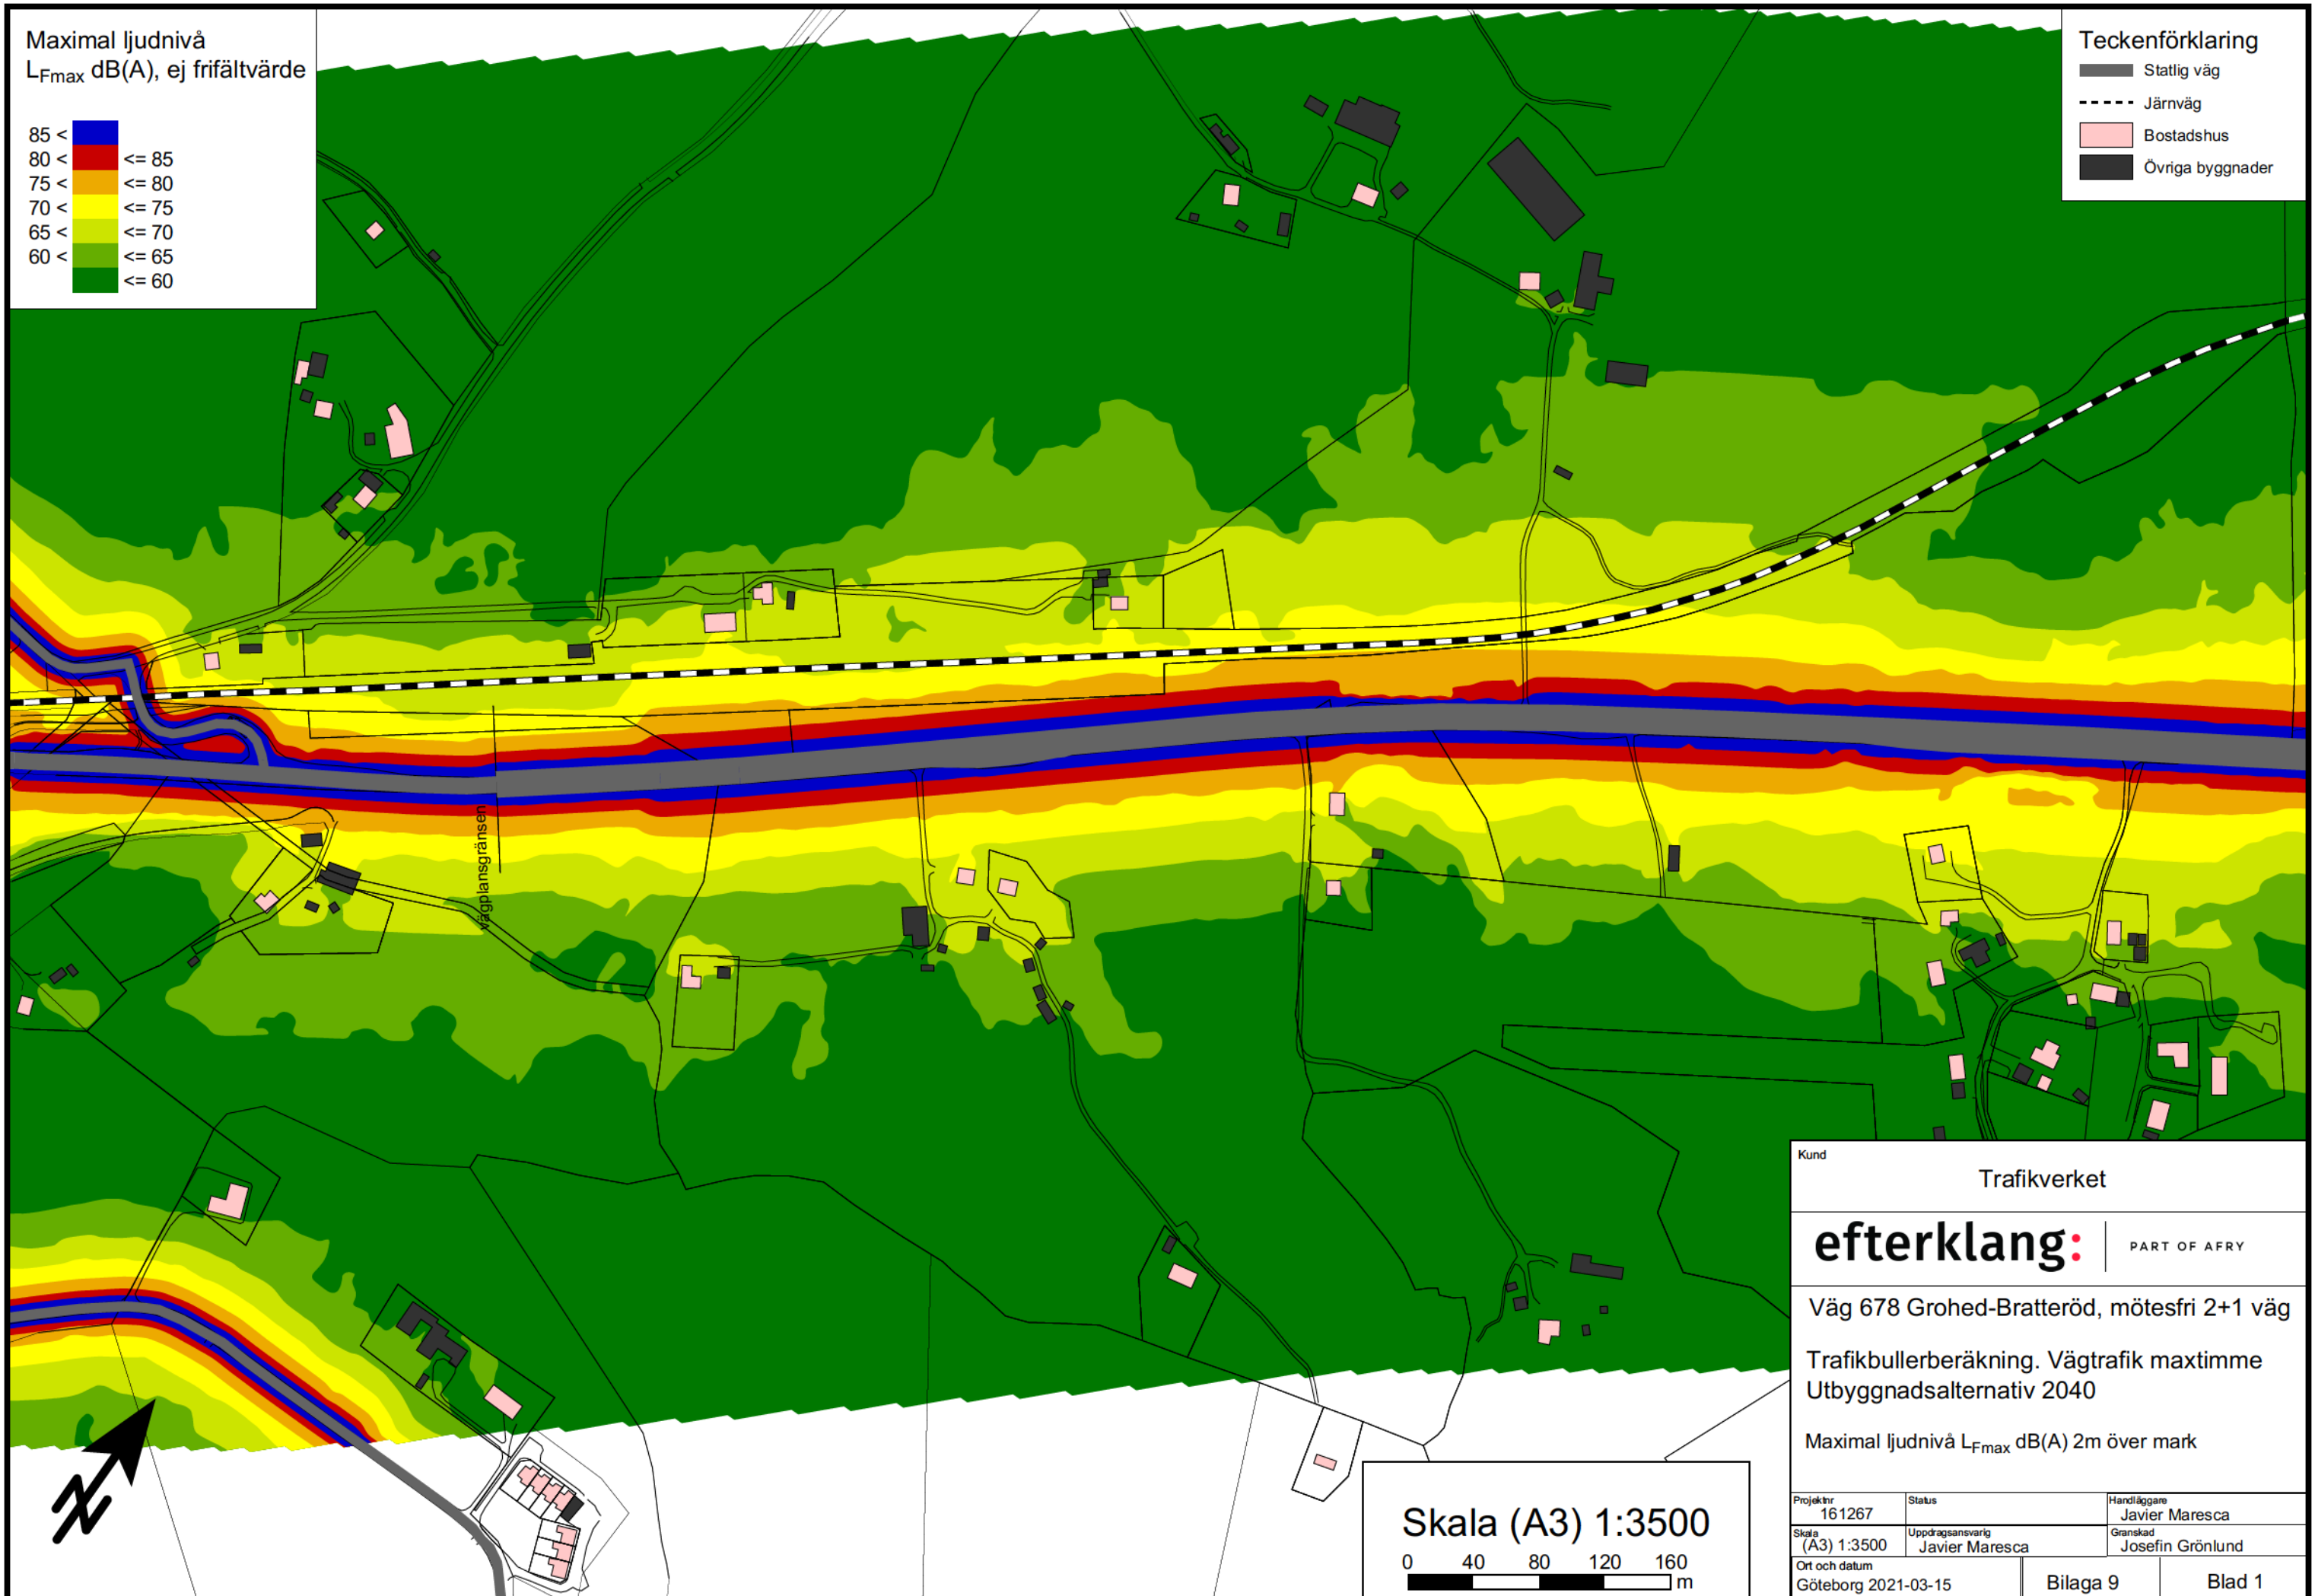 Maximal ljudnivå
LFmax dB(A), ej frifältvärde
85 <
80 < <= 85
75 < <= 80
70 < <= 75
65 < <= 70
60 < <= 65
<= 60
Teckenförklaring
Statlig väg
Järnväg
Bostadshus
Övriga byggnader
vägplansgränsen
Skala (A3) 1:3500
0 40 80 120 160
m
Kund
Trafikverket
efterklang: PART OF AFRY
Väg 678 Grohed-Bratteröd, mötesfri 2+1 väg
Trafikbullerberäkning. Vägtrafik maxtimme
Utbyggnadsalternativ 2040
Maximal ljudnivå LFmax dB(A) 2m över mark
Projektnr Status Handläggare
161267 Javier Maresca
Skala Uppdragsansvarig Granskad
(A3) 1:3500 Javier Maresca Josefin Grönlund
Ort och datum
Göteborg 2021-03-15 Bilaga 9 Blad 1